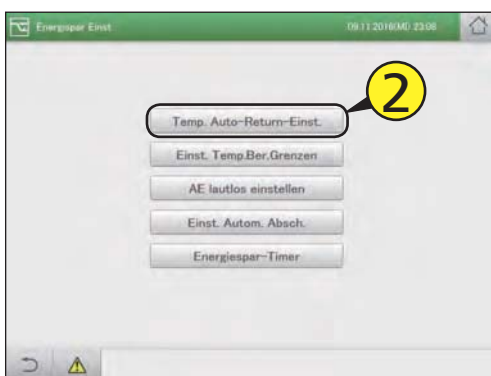 Energiespar Einst
09.11.2016(Mi) 23:06
2
Temp. Auto-Return-Einst.
Einst. Temp.Ber.Grenzen
AE lautlos einstellen
Einst. Autom. Absch.
Energiespar-Timer